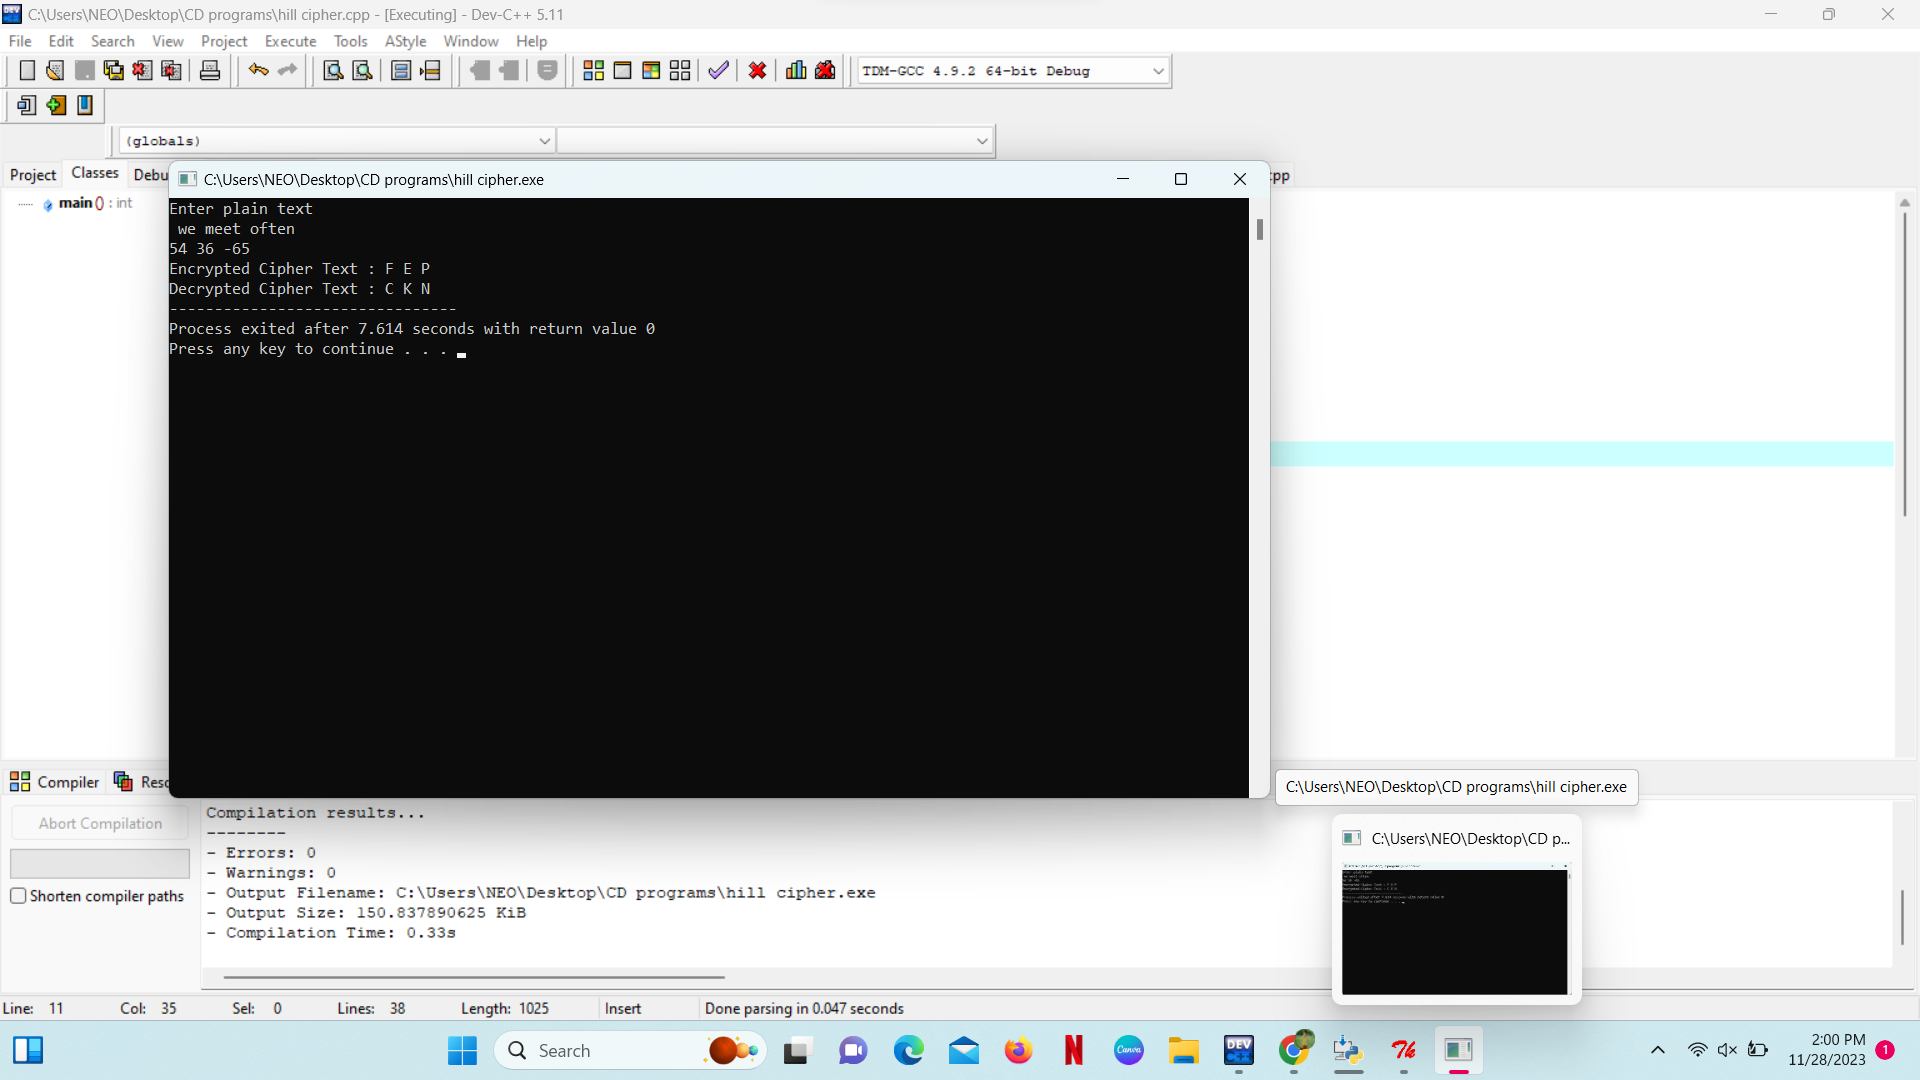 C:\Users\NEO\Desktop\CD programs\hill cipher.cpp - [Executing] - Dev-C++ 5.11
File Edit Search View Project Execute Tools AStyle Window Help
TDM-GCC 4.9.2 64-bit Debug
(globals)
Project Classes Debu
main () : int
C:\Users\NEO\Desktop\CD programs\hill cipher.exe
cpp
Enter plain text
we meet often
54 36 -65
Encrypted Cipher Text : F E P
Decrypted Cipher Text : C K N
--------------------------------
Process exited after 7.614 seconds with return value 0
Press any key to continue . . .
Compiler Resc
C:\Users\NEO\Desktop\CD programs\hill cipher.exe
Abort Compilation
Shorten compiler paths
Compilation results...
--------
- Errors: 0
- Warnings: 0
- Output Filename: C:\Users\NEO\Desktop\CD programs\hill cipher.exe
- Output Size: 150.837890625 KiB
- Compilation Time: 0.33s
C:\Users\NEO\Desktop\CD p...
Line: 11 Col: 35 Sel: 0 Lines: 38 Length: 1025 Insert Done parsing in 0.047 seconds
Search
Canva
DEV
2:00 PM
11/28/2023
1